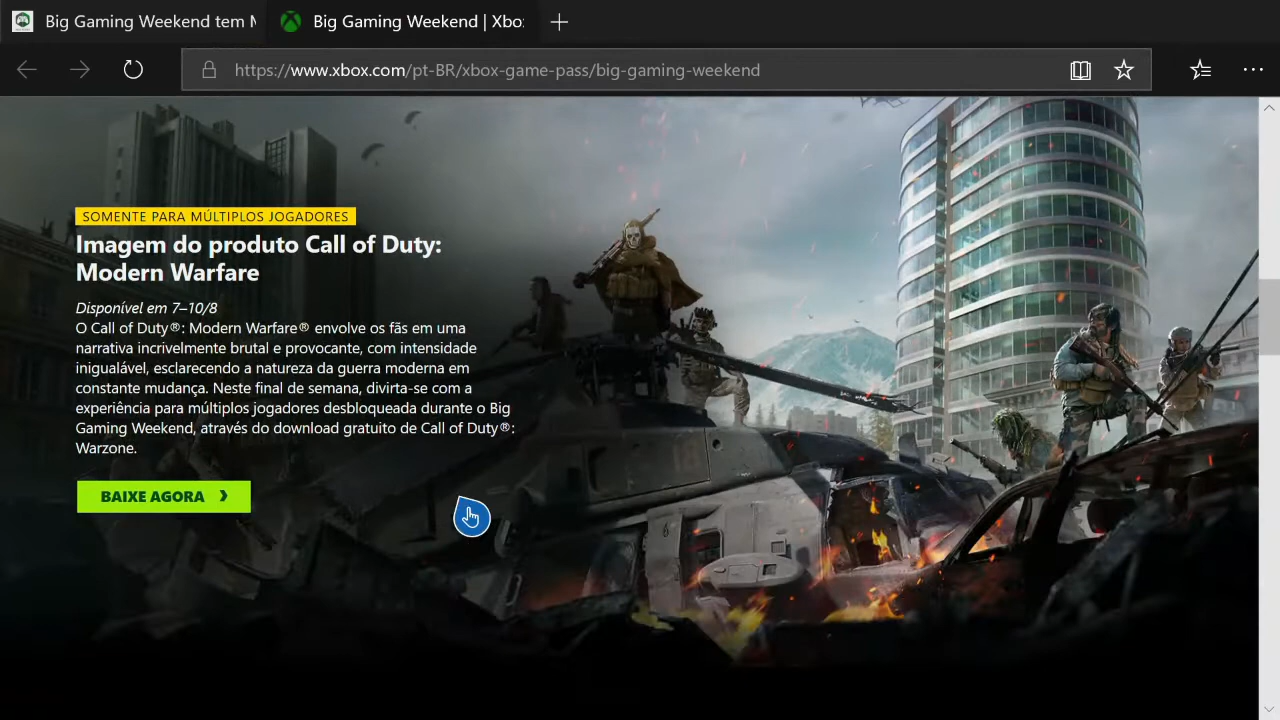 Big Gaming Weekend tem
Big Gaming Weekend | Xbo
https://www.xbox.com/pt-BR/xbox-game-pass/big-gaming-weekend
SOMENTE PARA MÚLTIPLOS JOGADORES
Imagem do produto Call of Duty:
Modern Warfare
Disponível em 7–10/8
O Call of Duty®: Modern Warfare® envolve os fãs em uma
narrativa incrivelmente brutal e provocante, com intensidade
inigualável, esclarecendo a natureza da guerra moderna em
constante mudança. Neste final de semana, divirta-se com a
experiência para múltiplos jogadores desbloqueada durante o Big
Gaming Weekend, através do download gratuito de Call of Duty®:
Warzone.
BAIXE AGORA